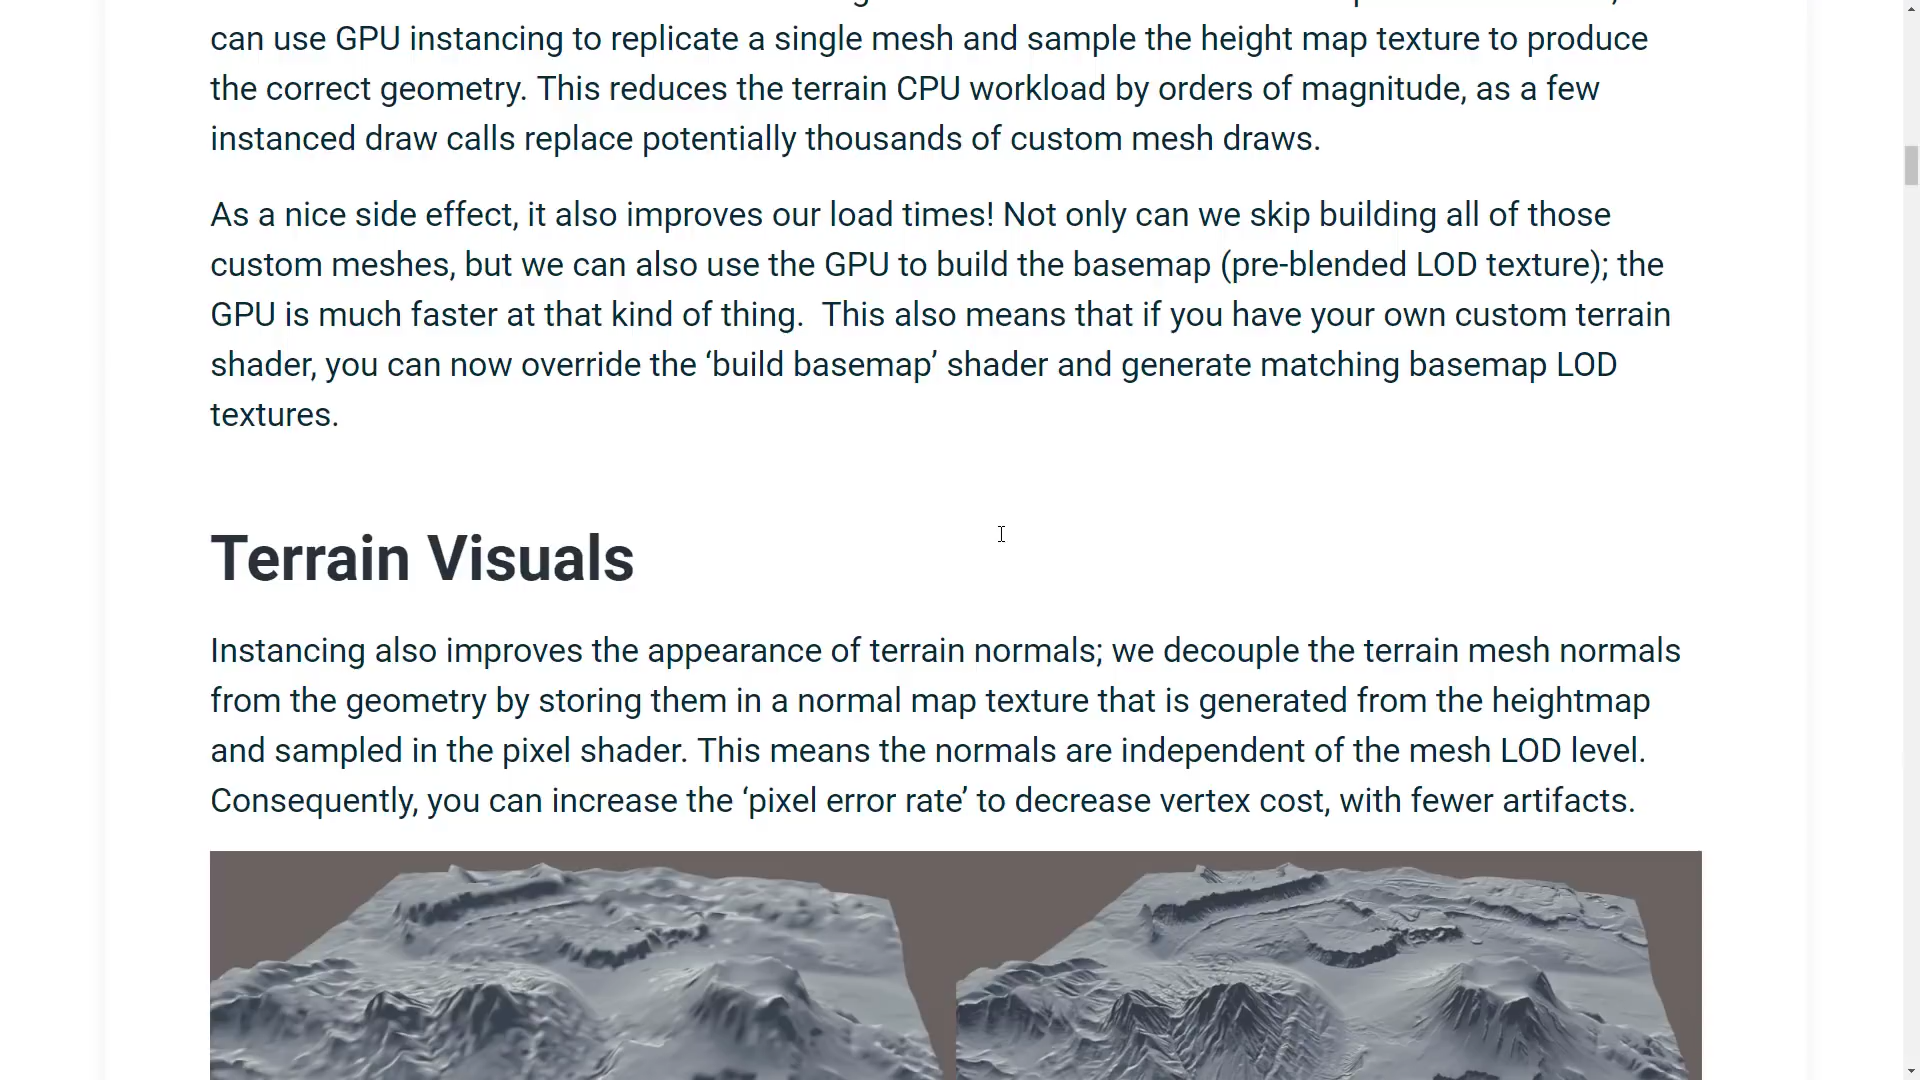 can use GPU instancing to replicate a single mesh and sample the height map texture to produce
the correct geometry. This reduces the terrain CPU workload by orders of magnitude, as a few
instanced draw calls replace potentially thousands of custom mesh draws.
As a nice side effect, it also improves our load times! Not only can we skip building all of those
custom meshes, but we can also use the GPU to build the basemap (pre-blended LOD texture); the
GPU is much faster at that kind of thing.  This also means that if you have your own custom terrain
shader, you can now override the ‘build basemap’ shader and generate matching basemap LOD
textures.
Terrain Visuals
Instancing also improves the appearance of terrain normals; we decouple the terrain mesh normals
from the geometry by storing them in a normal map texture that is generated from the heightmap
and sampled in the pixel shader. This means the normals are independent of the mesh LOD level.
Consequently, you can increase the ‘pixel error rate’ to decrease vertex cost, with fewer artifacts.